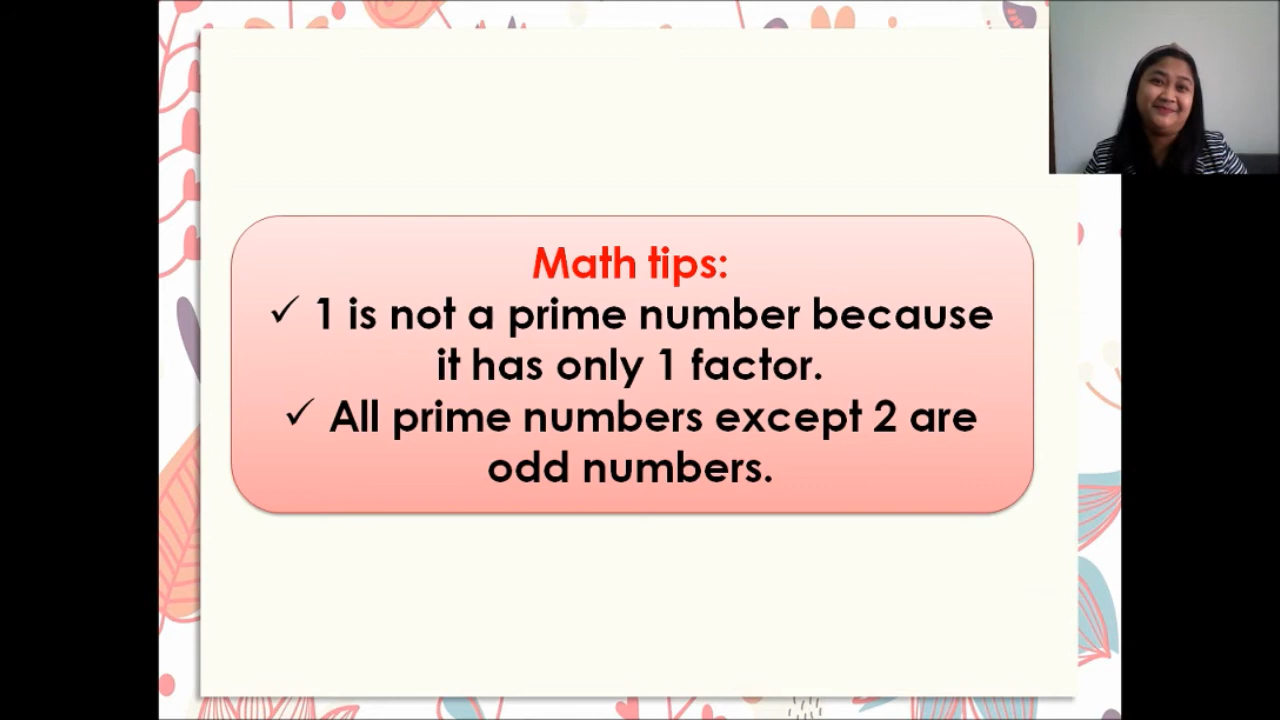 Math tips:
✓ 1 is not a prime number because
it has only 1 factor.
✓ All prime numbers except 2 are
odd numbers.